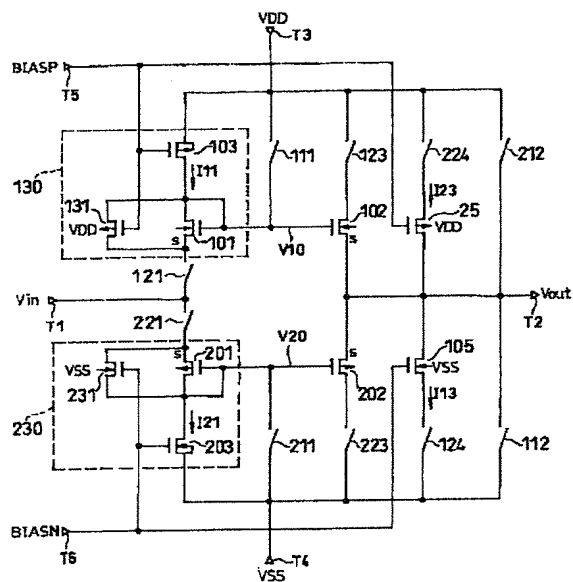 VDD
T3
BIASP
T5
103
111
123
224
212
130
I11
131
VDD
S
101
V10
102
S
I23
25
VDD
121
Vin
T1
Vout
T2
221
S
201
V20
S
202
105
VSS
VSS
231
I21
I13
230
203
211
223
124
112
BIASN
T6
T4
VSS